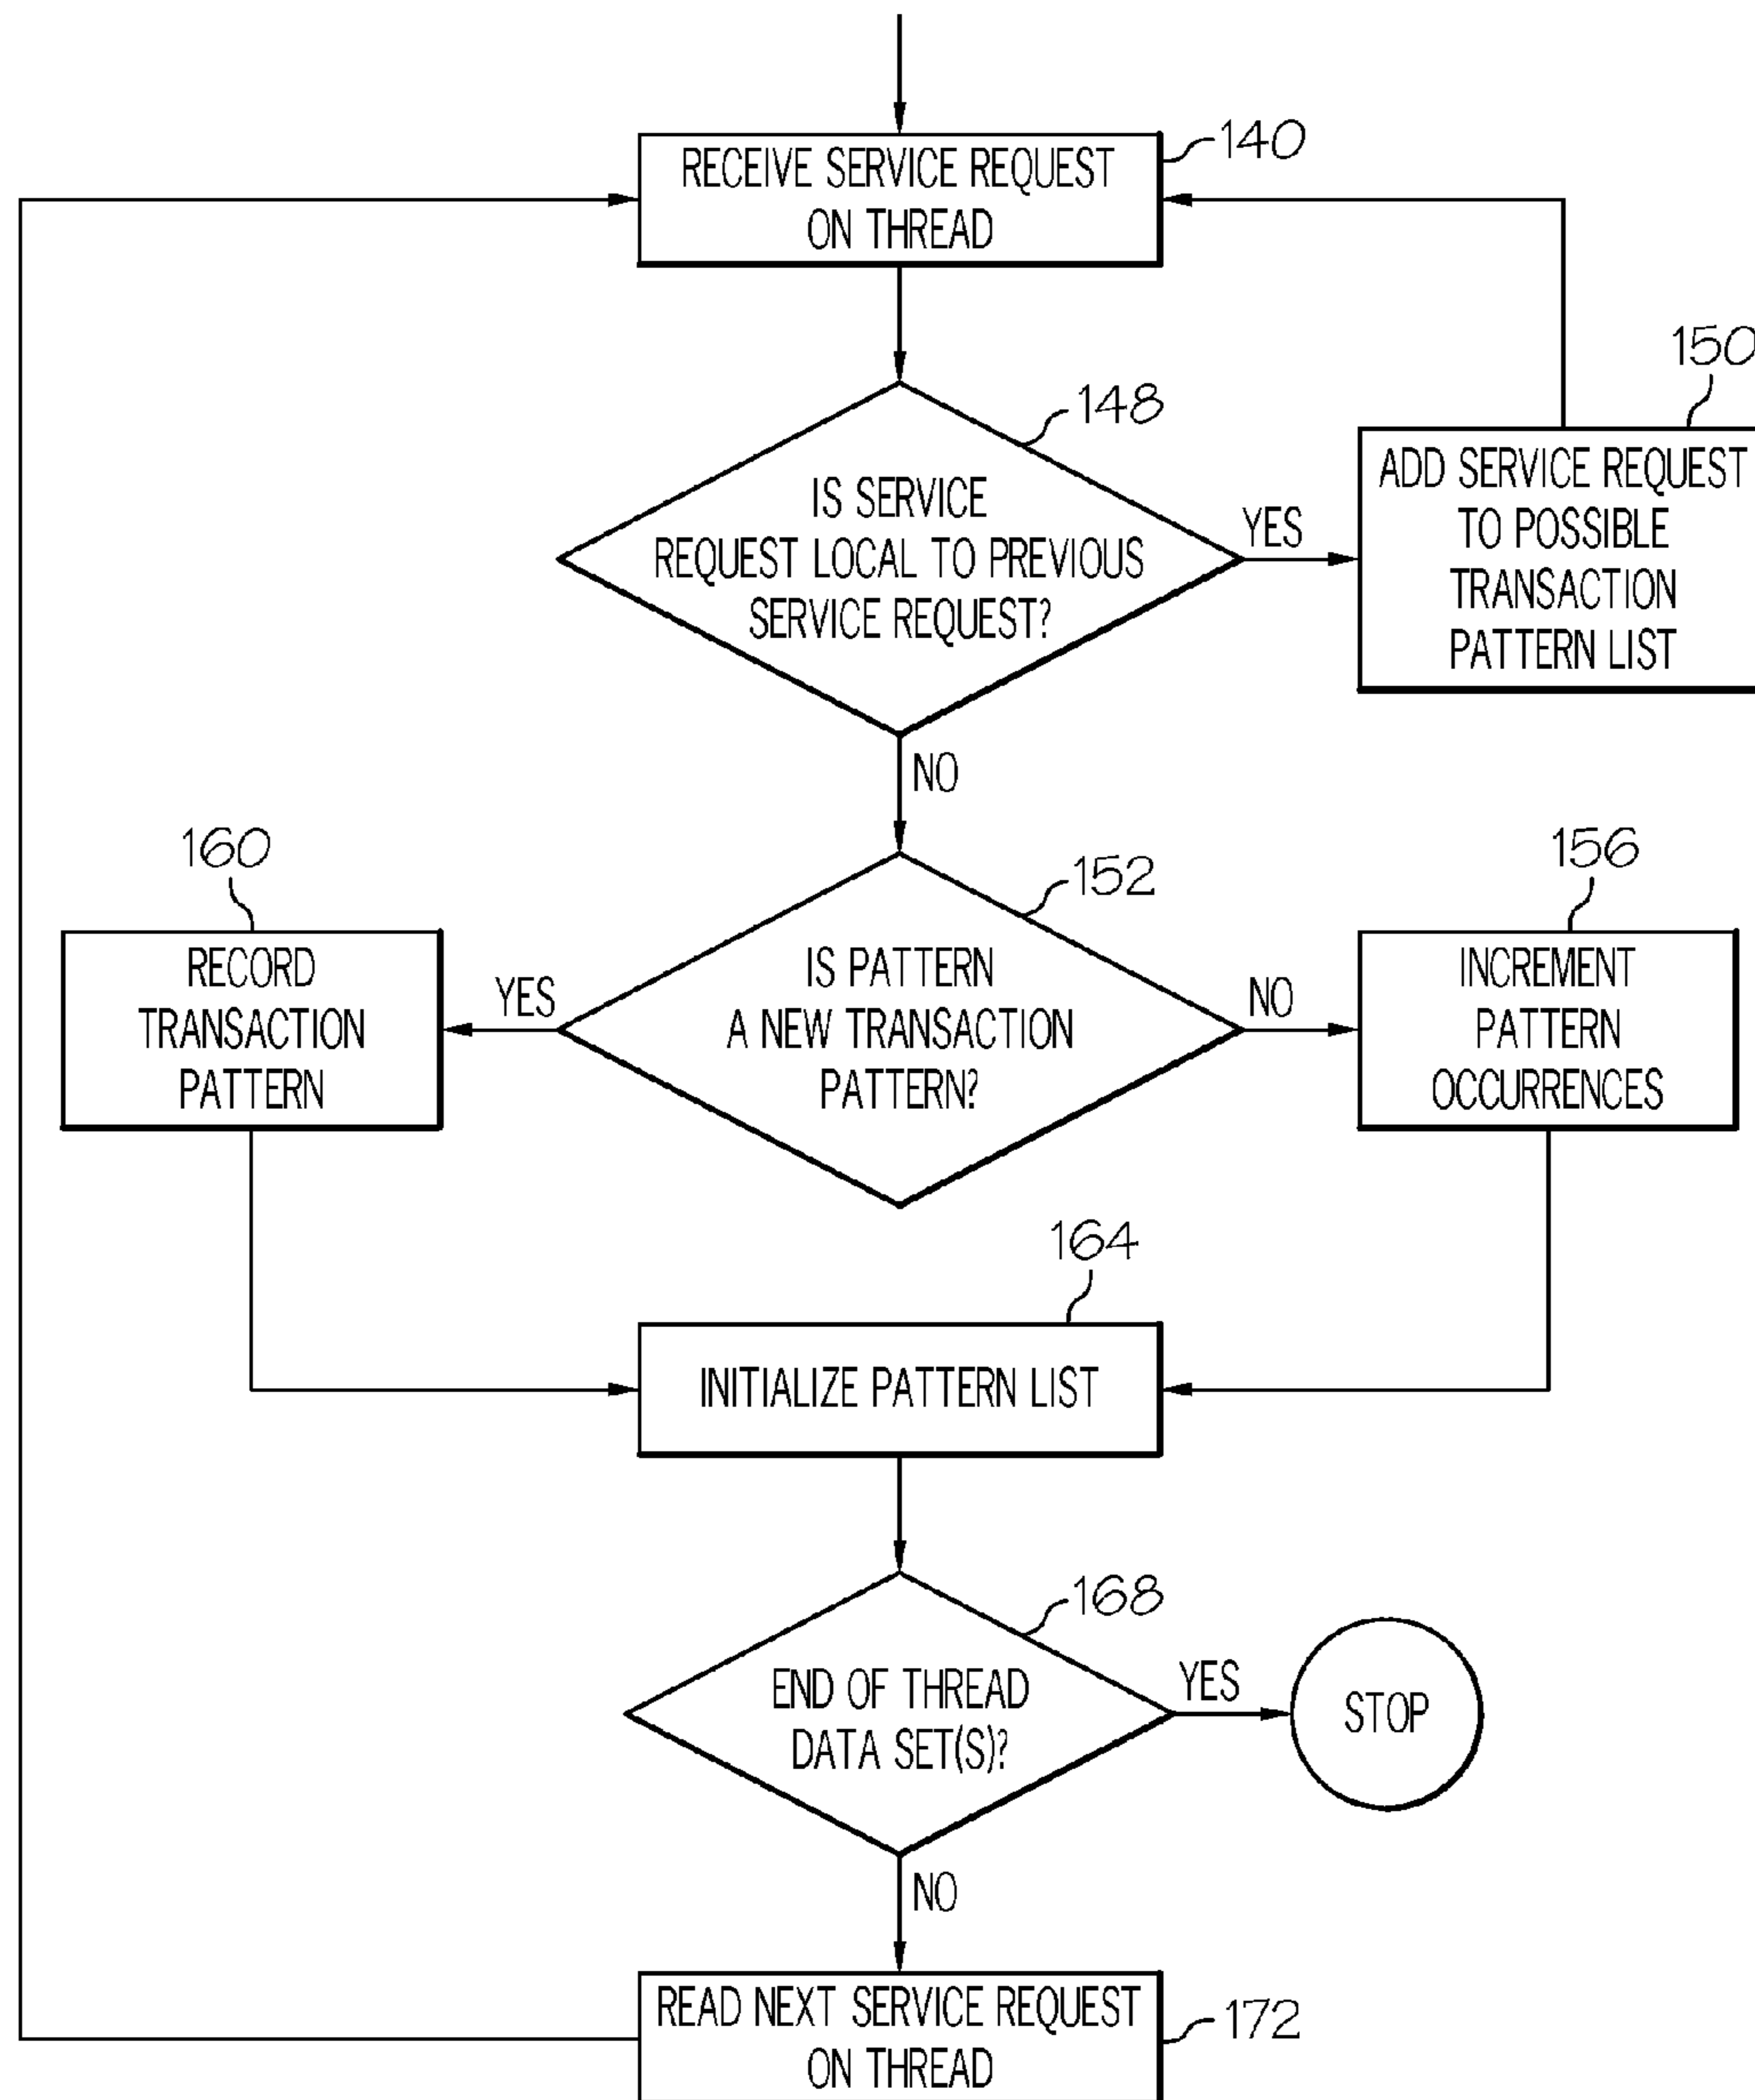 RECEIVE SERVICE REQUEST
ON THREAD
140
148
IS SERVICE
REQUEST LOCAL TO PREVIOUS
SERVICE REQUEST?
YES
150
ADD SERVICE REQUEST
TO POSSIBLE
TRANSACTION
PATTERN LIST
NO
160
RECORD
TRANSACTION
PATTERN
YES
152
IS PATTERN
A NEW TRANSACTION
PATTERN?
NO
156
INCREMENT
PATTERN
OCCURRENCES
164
INITIALIZE PATTERN LIST
168
END OF THREAD
DATA SET(S)?
YES
STOP
NO
READ NEXT SERVICE REQUEST
ON THREAD
172